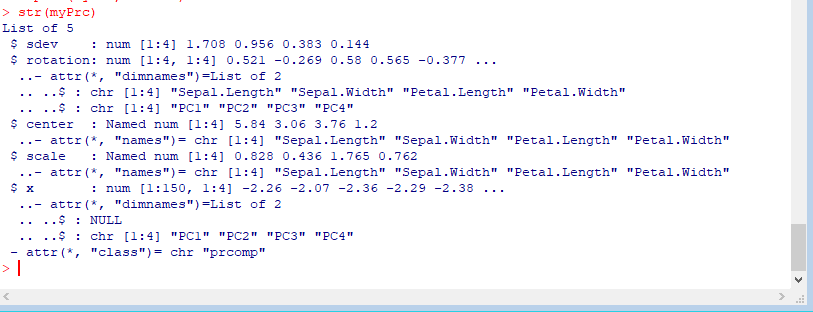 > str(myPrc)
List of 5
 $ sdev    : num [1:4] 1.708 0.956 0.383 0.144
 $ rotation: num [1:4, 1:4] 0.521 -0.269 0.58 0.565 -0.377 ...
  ..- attr(*, "dimnames")=List of 2
  .. ..$ : chr [1:4] "Sepal.Length" "Sepal.Width" "Petal.Length" "Petal.Width"
  .. ..$ : chr [1:4] "PC1" "PC2" "PC3" "PC4"
 $ center  : Named num [1:4] 5.84 3.06 3.76 1.2
  ..- attr(*, "names")= chr [1:4] "Sepal.Length" "Sepal.Width" "Petal.Length" "Petal.Width"
 $ scale   : Named num [1:4] 0.828 0.436 1.765 0.762
  ..- attr(*, "names")= chr [1:4] "Sepal.Length" "Sepal.Width" "Petal.Length" "Petal.Width"
 $ x       : num [1:150, 1:4] -2.26 -2.07 -2.36 -2.29 -2.38 ...
  ..- attr(*, "dimnames")=List of 2
  .. ..$ : NULL
  .. ..$ : chr [1:4] "PC1" "PC2" "PC3" "PC4"
 - attr(*, "class")= chr "prcomp"
>